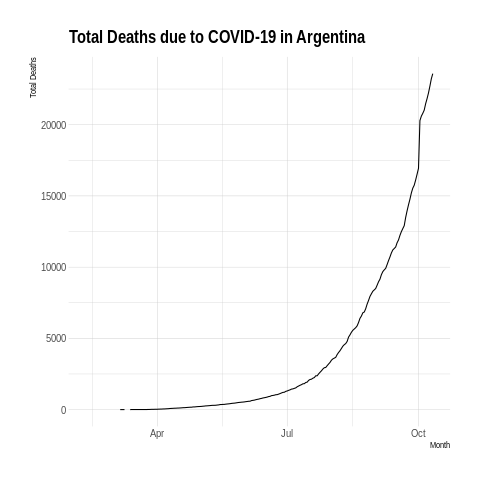 Total Deaths due to COVID-19 in Argentina
Total Deaths
20000
15000
10000
5000
0
Apr
Jul
Oct
Month